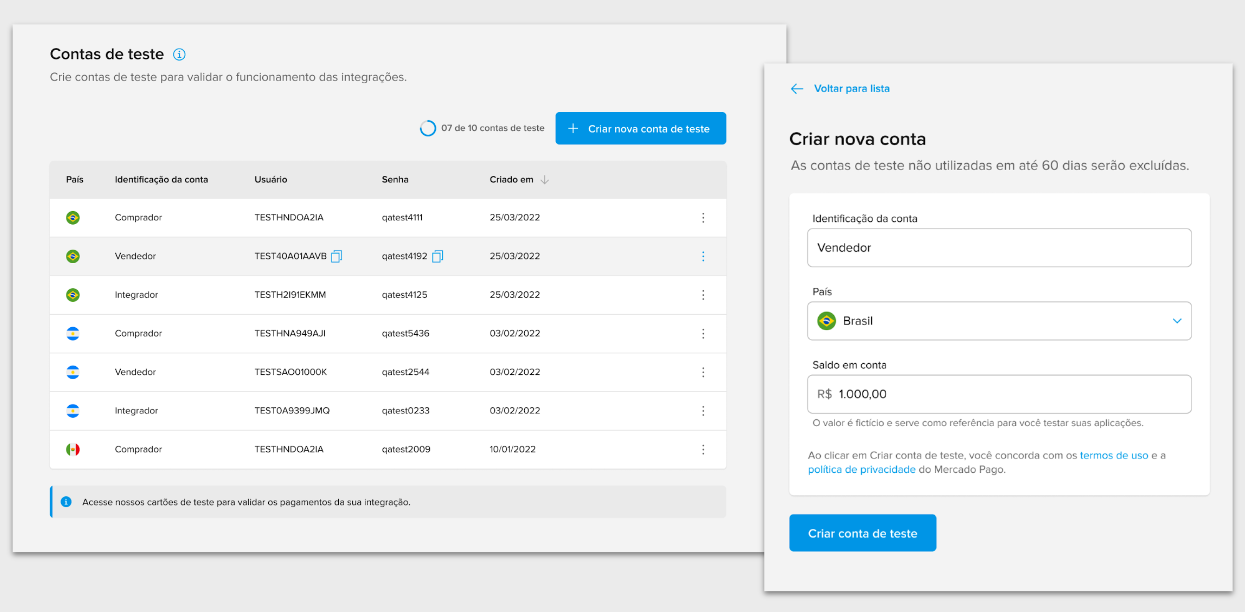 Contas de teste
Crie contas de teste para validar o funcionamento das integrações.
07 de 10 contas de teste
+ Criar nova conta de teste
País Identificação da conta Usuário Senha Criado em ↓
Comprador TESTHNDOA2IA qatest4111 25/03/2022
Vendedor TEST40A01AAVB qatest4192 25/03/2022
Integrador TESTH2I91EKMM qatest4125 25/03/2022
Comprador TESTHNA949AJI qatest5436 03/02/2022
Vendedor TESTSAO01000K qatest2544 03/02/2022
Integrador TEST0A9399JMQ qatest0233 03/02/2022
Comprador TESTHNDOA2IA qatest2009 10/01/2022
Acesse nossos cartões de teste para validar os pagamentos da sua integração.
← Voltar para lista
Criar nova conta
As contas de teste não utilizadas em até 60 dias serão excluídas.
Identificação da conta
Vendedor
País
Brasil
Saldo em conta
R$ 1.000,00
O valor é fictício e serve como referência para você testar suas aplicações.
Ao clicar em Criar conta de teste, você concorda com os termos de uso e a
política de privacidade do Mercado Pago.
Criar conta de teste